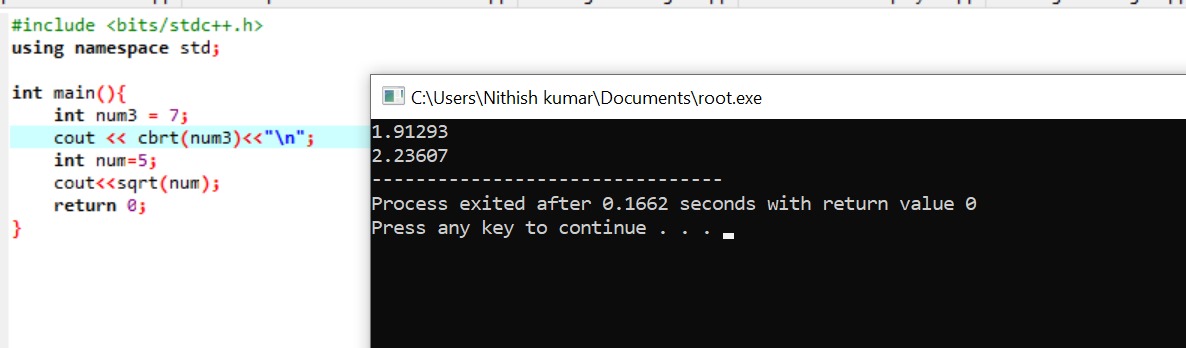 #include <bits/stdc++.h>
using namespace std;
int main(){
int num3 = 7;
cout << cbrt(num3)<<"\n";
int num=5;
cout<<sqrt(num);
return 0;
}
C:\Users\Nithish kumar\Documents\root.exe
1.91293
2.23607
--------------------------------
Process exited after 0.1662 seconds with return value 0
Press any key to continue . . .